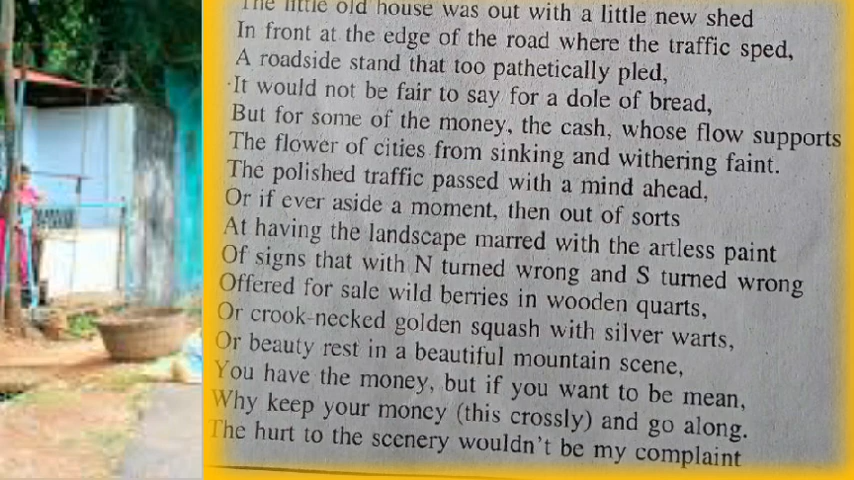 The little old house was out with a little new shed
In front at the edge of the road where the traffic sped,
A roadside stand that too pathetically pled,
It would not be fair to say for a dole of bread,
But for some of the money, the cash, whose flow supports
The flower of cities from sinking and withering faint.
The polished traffic passed with a mind ahead,
Or if ever aside a moment, then out of sorts
At having the landscape marred with the artless paint
Of signs that with N turned wrong and S turned wrong
Offered for sale wild berries in wooden quarts,
Or crook-necked golden squash with silver warts,
Or beauty rest in a beautiful mountain scene,
You have the money, but if you want to be mean,
Why keep your money (this crossly) and go along.
The hurt to the scenery wouldn't be my complaint